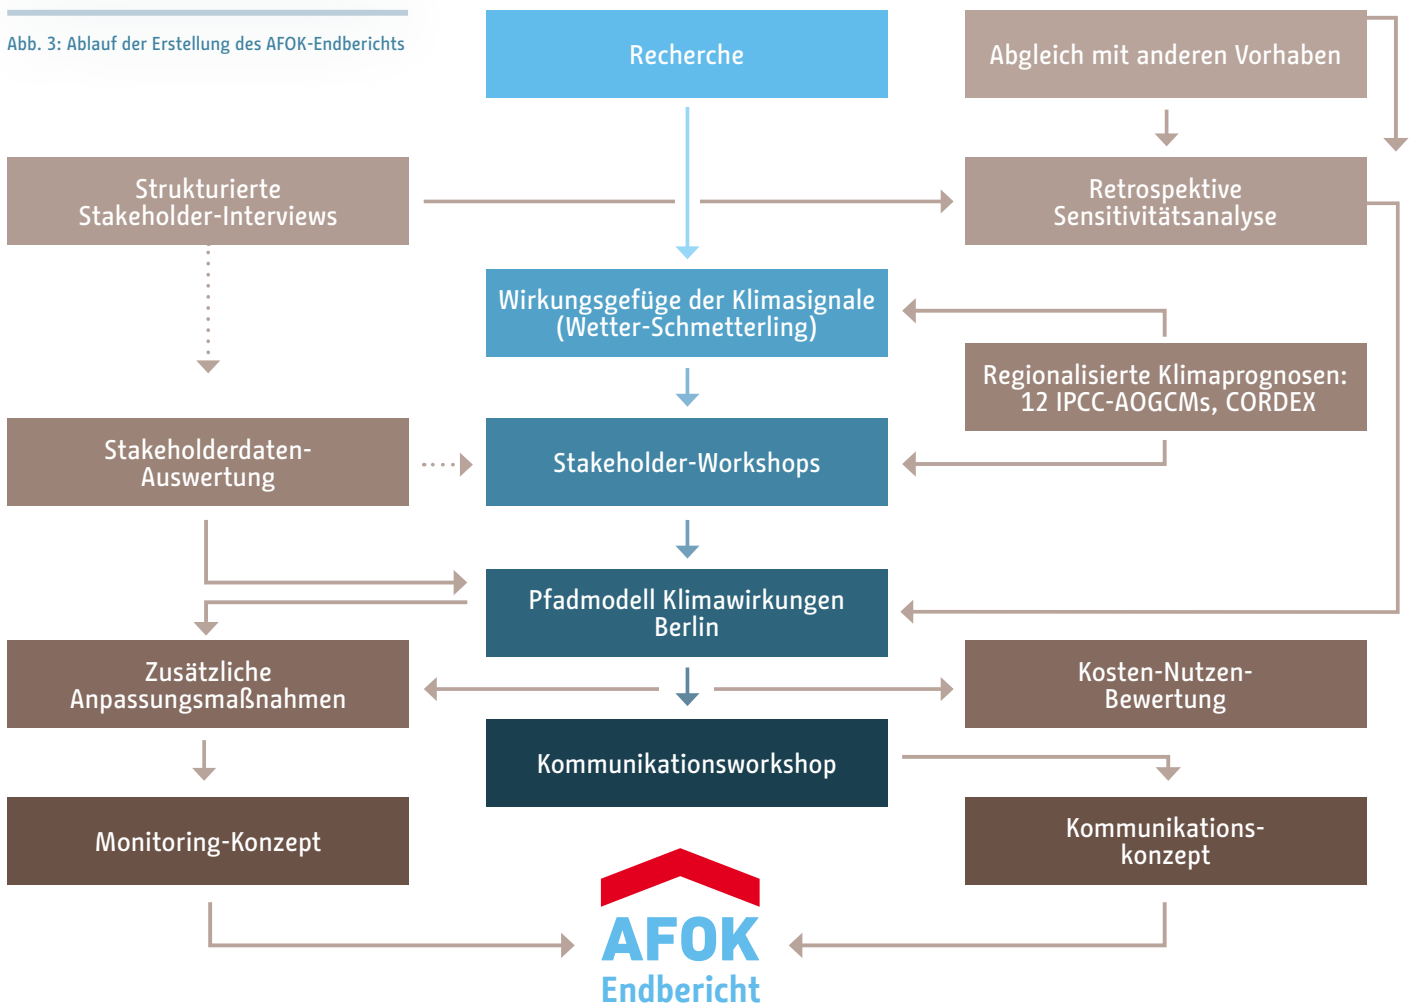 Abb. 3: Ablauf der Erstellung des AFOK-Endberichts
Recherche
Abgleich mit anderen Vorhaben
Strukturierte
Stakeholder-Interviews
Retrospektive
Sensitivitätsanalyse
Wirkungsgefüge der Klimasignale
(Wetter-Schmetterling)
Regionalisierte Klimaprognosen:
12 IPCC-AOGCMs, CORDEX
Stakeholderdaten-
Auswertung
Stakeholder-Workshops
Pfadmodell Klimawirkungen
Berlin
Zusätzliche
Anpassungsmaßnahmen
Kosten-Nutzen-
Bewertung
Kommunikationsworkshop
Monitoring-Konzept
Kommunikations-
konzept
AFOK
Endbericht